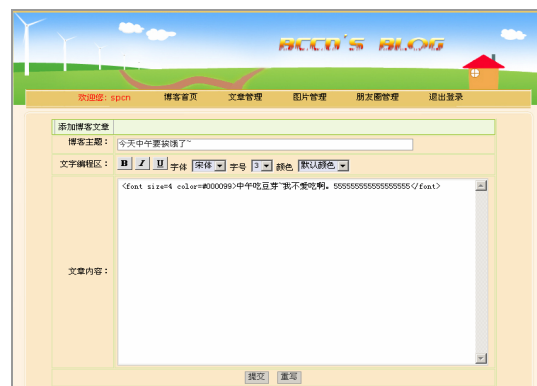 BCCD'S BLOG
欢迎您：spcn 博客首页 文章管理 图片管理 朋友圈管理 退出登录
添加博客文章
博客主题： 今天中午要挨饿了~
文字编程区： B I U 字体 宋体 字号 3 颜色 默认颜色
<font size=4 color=#000099>中午吃豆芽~我不爱吃啊。5555555555555555555</font>
文章内容：
提交 重写